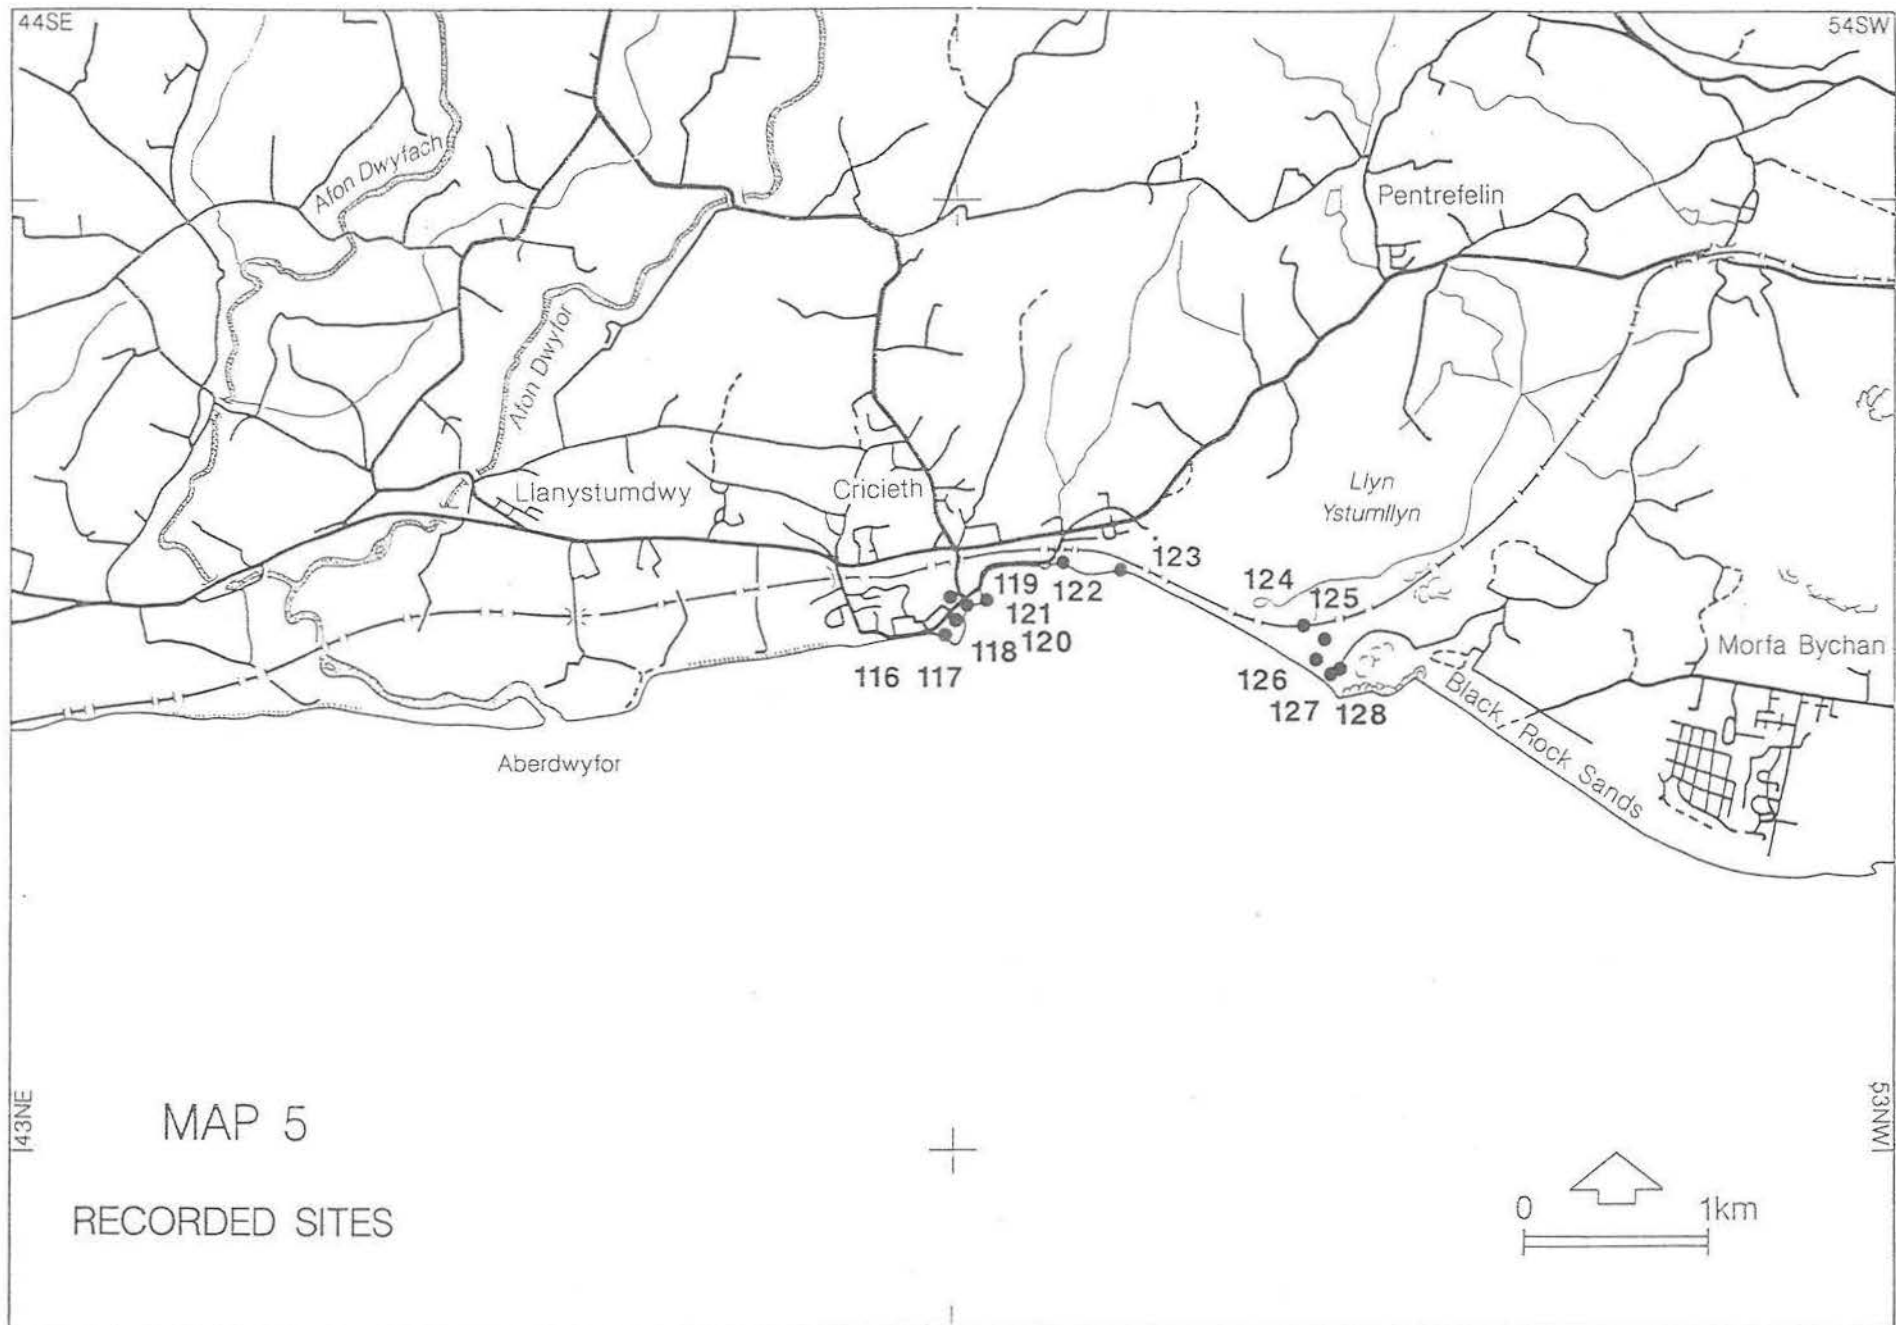 44SE
54SW
Afon Dwyfach
Pentrefelin
Afon Dwyfor
Llanystumdwy
Cricieth
Llyn
Ystumllyn
123
119
122
124
125
121
118
120
116
117
126
127
128
Morfa Bychan
Black Rock Sands
Aberdwyfor
43NE
53NW
MAP 5
RECORDED SITES
0
1km